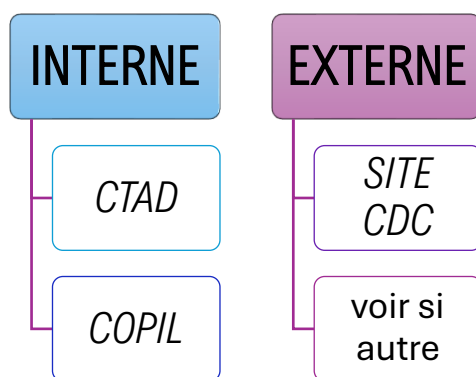 INTERNE
CTAD
COPIL
EXTERNE
SITE
CDC
voir si
autre